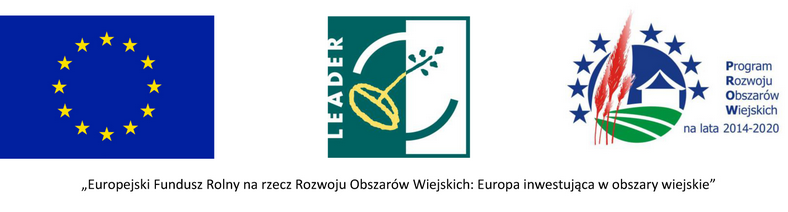 LEADER
Program
Rozwoju
Obszarów
Wiejskich
na lata 2014-2020
„Europejski Fundusz Rolny na rzecz Rozwoju Obszarów Wiejskich: Europa inwestująca w obszary wiejskie”